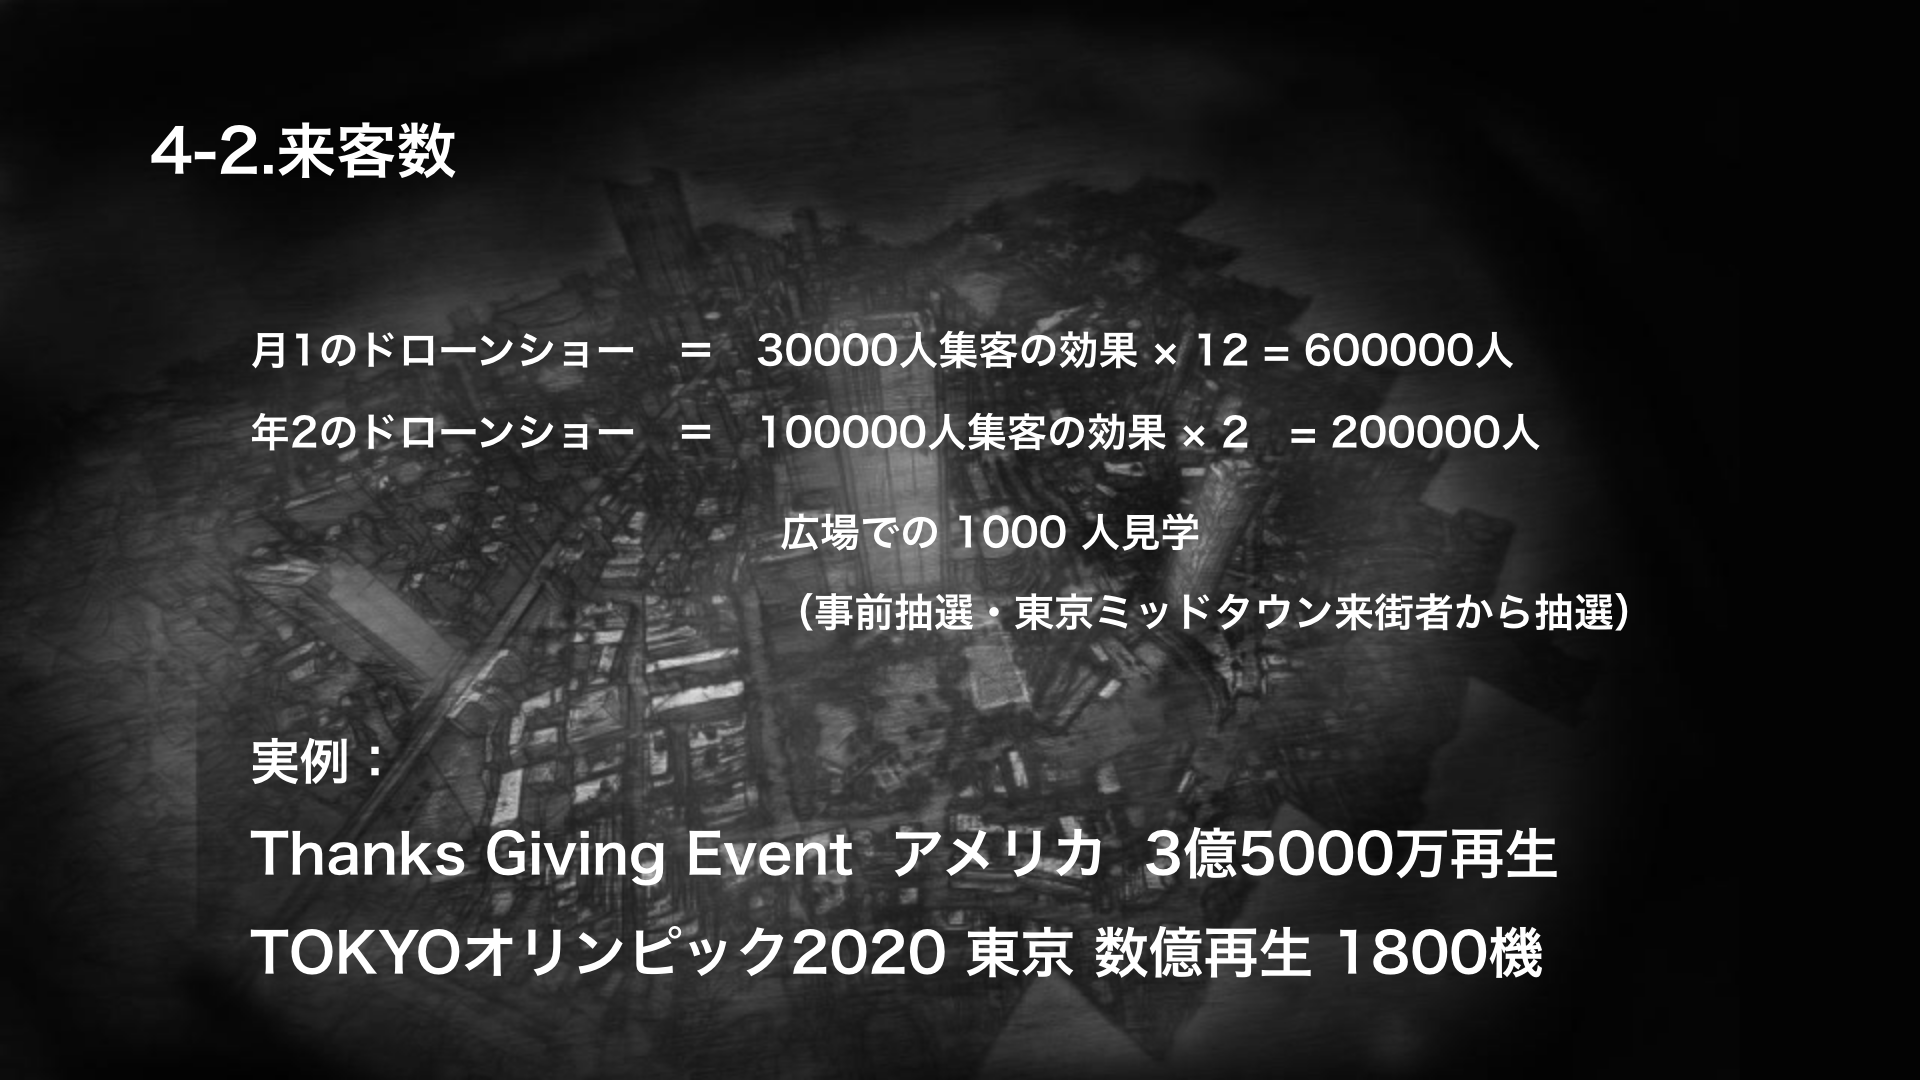 4-2.来客数
月1のドローンショー　＝　30000人集客の効果 × 12 = 600000人
年2のドローンショー　＝　100000人集客の効果 × 2　= 200000人
広場での 1000 人見学
（事前抽選・東京ミッドタウン来街者から抽選）
実例：
Thanks Giving Event アメリカ 3億5000万再生
TOKYOオリンピック2020 東京 数億再生 1800機